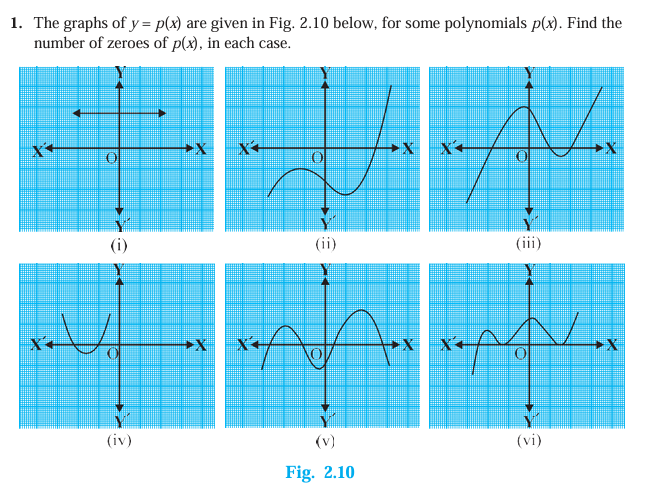 1. The graphs of y = p(x) are given in Fig. 2.10 below, for some polynomials p(x). Find the
number of zeroes of p(x), in each case.
Y Y Y
X′ O X X′ O X X′ O X
Y′ Y′ Y′
(i) (ii) (iii)
Y Y Y
X′ O X X′ O X X′ O X
Y′ Y′ Y′
(iv) (v) (vi)
Fig. 2.10